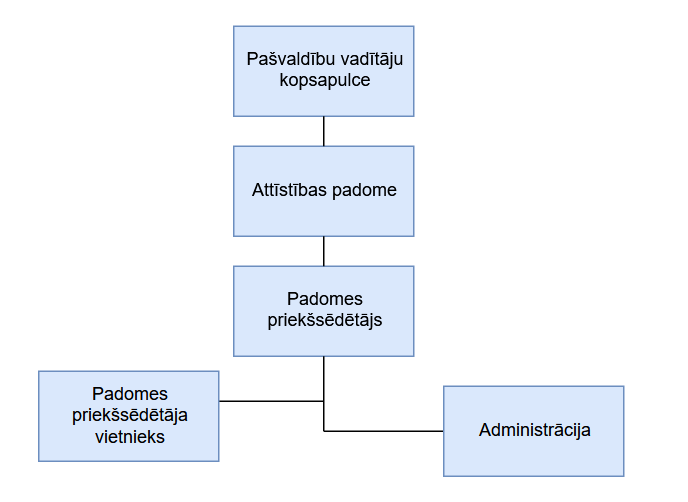 Pašvaldību vadītāju
kopsapulce
Attīstības padome
Padomes
priekšsēdētājs
Padomes
priekšsēdētāja
vietnieks
Administrācija